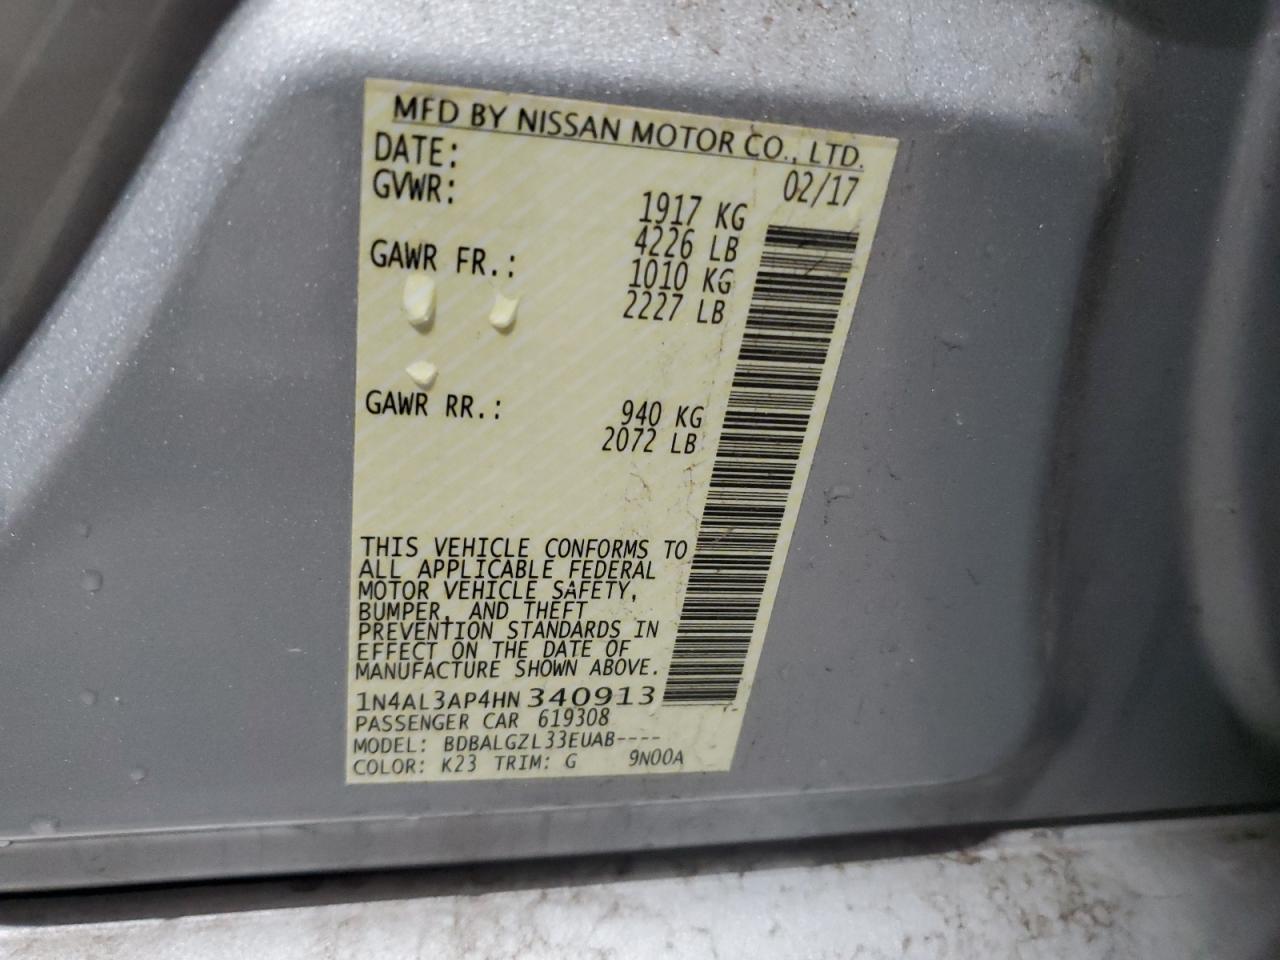 MFD BY NISSAN MOTOR CO., LTD.
DATE: 02/17
GVWR: 1917 KG
4226 LB
GAWR FR.: 1010 KG
2227 LB
GAWR RR.: 940 KG
2072 LB
THIS VEHICLE CONFORMS TO
ALL APPLICABLE FEDERAL
MOTOR VEHICLE SAFETY,
BUMPER, AND THEFT
PREVENTION STANDARDS IN
EFFECT ON THE DATE OF
MANUFACTURE SHOWN ABOVE.
1N4AL3AP4HN 340913
PASSENGER CAR 619308
MODEL: BDBALGZL33EUAB----
COLOR: K23 TRIM: G 9N00A